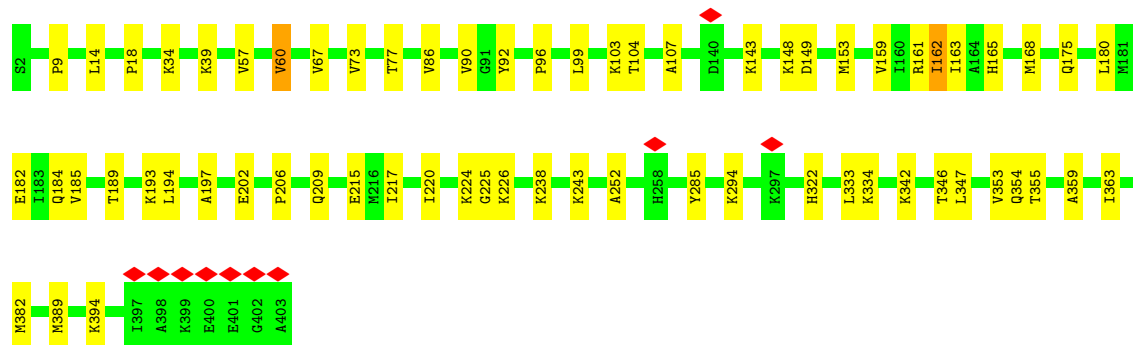 S2 P9 L14 P18 K34 K39 V57 V60 V67 V73 T77 V86 V90 G91 Y92 P96 L99 K103 T104 A107 D140 K143 K148 D149 M153 V159 I160 R161 I162 I163 A164 H165 M168 Q175 L180 M181
E182 I183 Q184 V185 T189 K193 L194 A197 E202 P206 Q209 E215 M216 I217 I220 K224 G225 K226 K238 K243 A252 H258 Y285 K294 K297 H322 L333 K334 K342 T346 L347 V353 Q354 T355 A359 I363
M382 M389 K394 I397 A398 K399 E400 E401 G402 A403